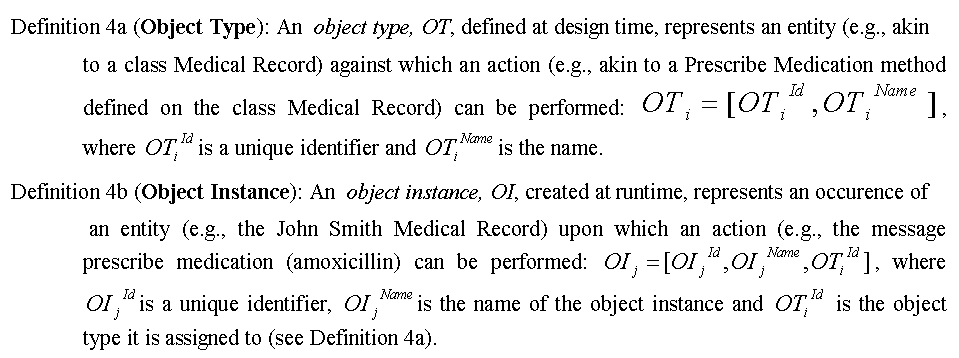 Definition 4a (Object Type): An object type, OT, defined at design time, represents an entity (e.g., akin
to a class Medical Record) against which an action (e.g., akin to a Prescribe Medication method
defined on the class Medical Record) can be performed: OT_i = [OT_i^Id, OT_i^Name],
where OT_i^Id is a unique identifier and OT_i^Name is the name.
Definition 4b (Object Instance): An object instance, OI, created at runtime, represents an occurence of
an entity (e.g., the John Smith Medical Record) upon which an action (e.g., the message
prescribe medication (amoxicillin) can be performed: OI_j =[OI_j^Id,OI_j^Name,OT_i^Id], where
OI_j^Id is a unique identifier, OI_j^Name is the name of the object instance and OT_i^Id is the object
type it is assigned to (see Definition 4a).